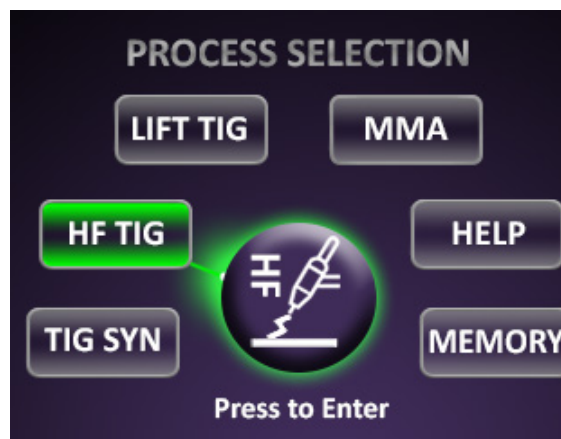 PROCESS SELECTION
LIFT TIG
MMA
HF TIG
HELP
HF
TIG SYN
MEMORY
Press to Enter